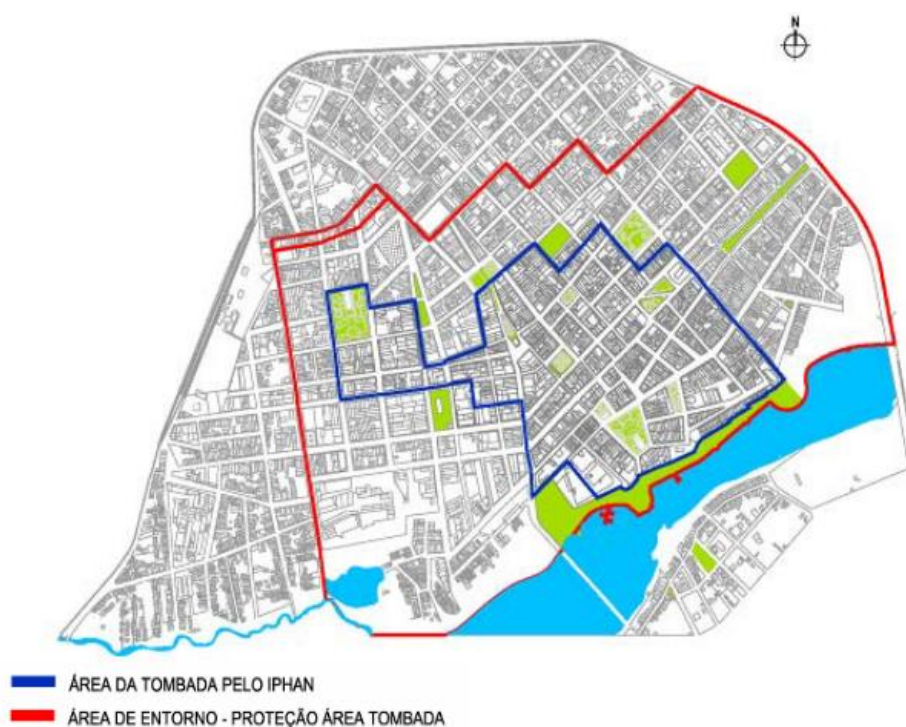 N
ÁREA DA TOMBADA PELO IPHAN
ÁREA DE ENTORNO - PROTEÇÃO ÁREA TOMBADA